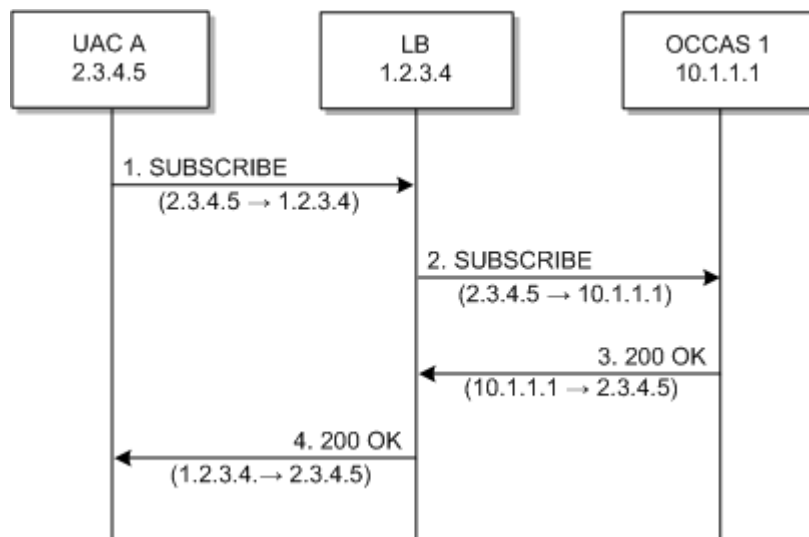 UAC A
2.3.4.5
LB
1.2.3.4
OCCAS 1
10.1.1.1
1. SUBSCRIBE
(2.3.4.5 → 1.2.3.4)
2. SUBSCRIBE
(2.3.4.5 → 10.1.1.1)
3. 200 OK
(10.1.1.1 → 2.3.4.5)
4. 200 OK
(1.2.3.4.→ 2.3.4.5)